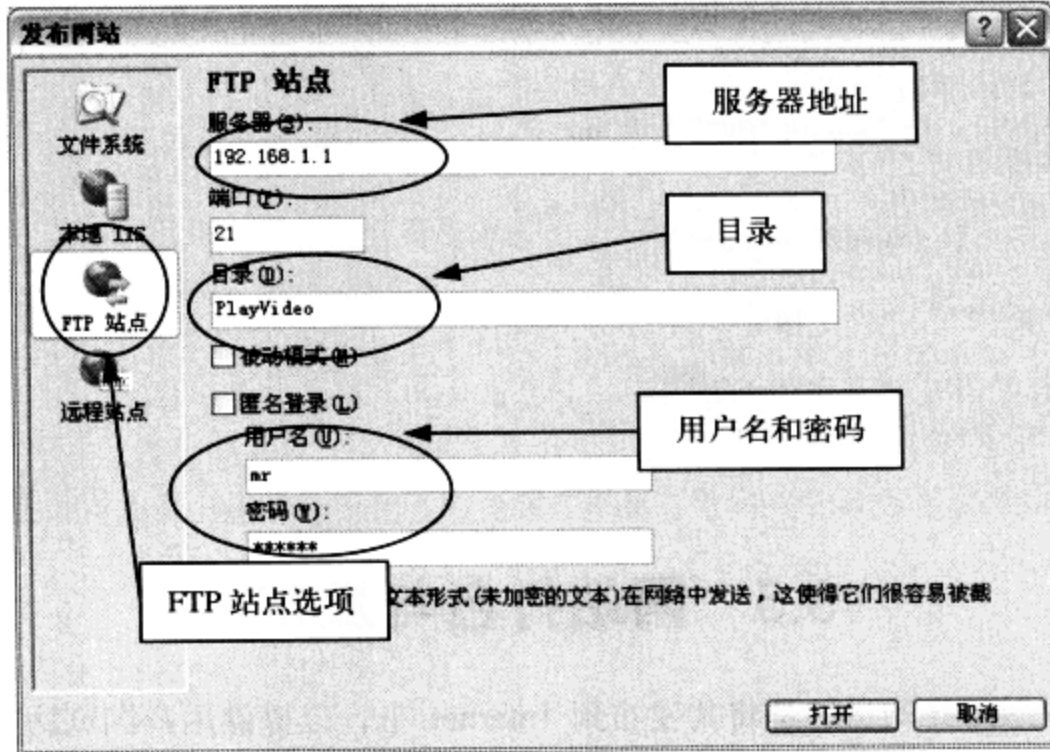 发布网站
FTP 站点
服务器(S):
服务器地址
192.168.1.1
文件系统
端口(P):
21
本地 IIS
目录
目录(D):
PlayVideo
FTP 站点
被动模式(M)
远程站点
匿名登录(L)
用户名和密码
用户名(U):
mr
密码(W):
******
FTP 站点选项
文本形式(未加密的文本)在网络中发送，这使得它们很容易被截
打开
取消